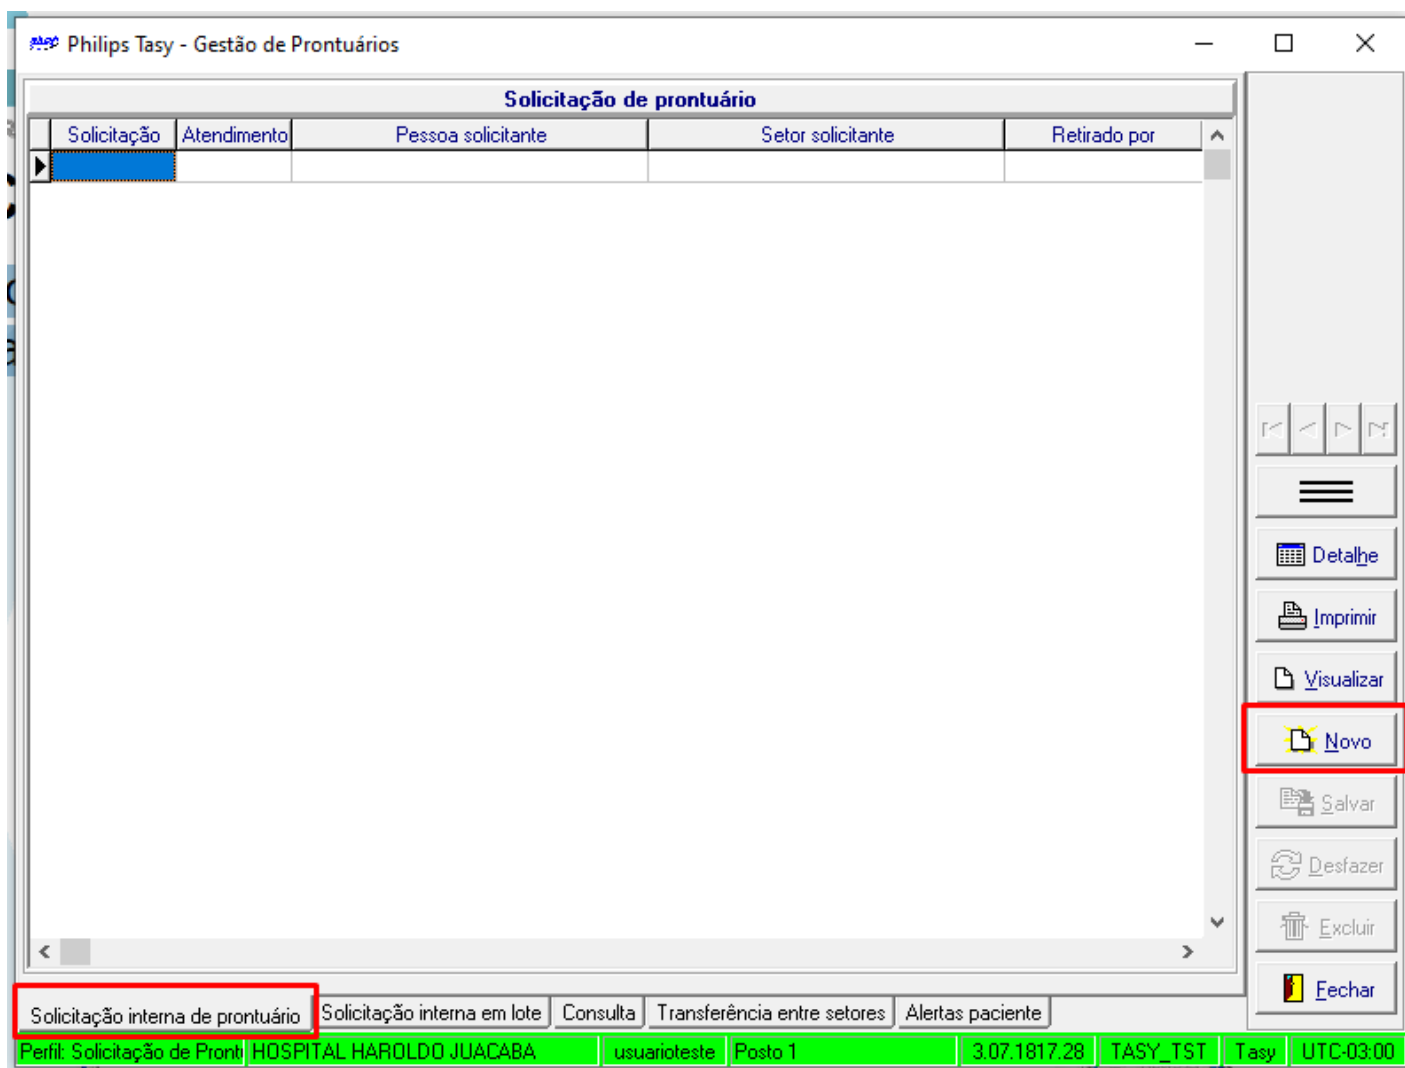 Philips Tasy - Gestão de Prontuários
Solicitação de prontuário
Solicitação Atendimento Pessoa solicitante Setor solicitante Retirado por
Detalhe
Imprimir
Visualizar
Novo
Salvar
Desfazer
Excluir
Fechar
Solicitação interna de prontuário Solicitação interna em lote Consulta Transferência entre setores Alertas paciente
Perfil: Solicitação de Pront HOSPITAL HAROLDO JUACABA usuarioteste Posto 1 3.07.1817.28 TASY_TST Tasy UTC-03:00